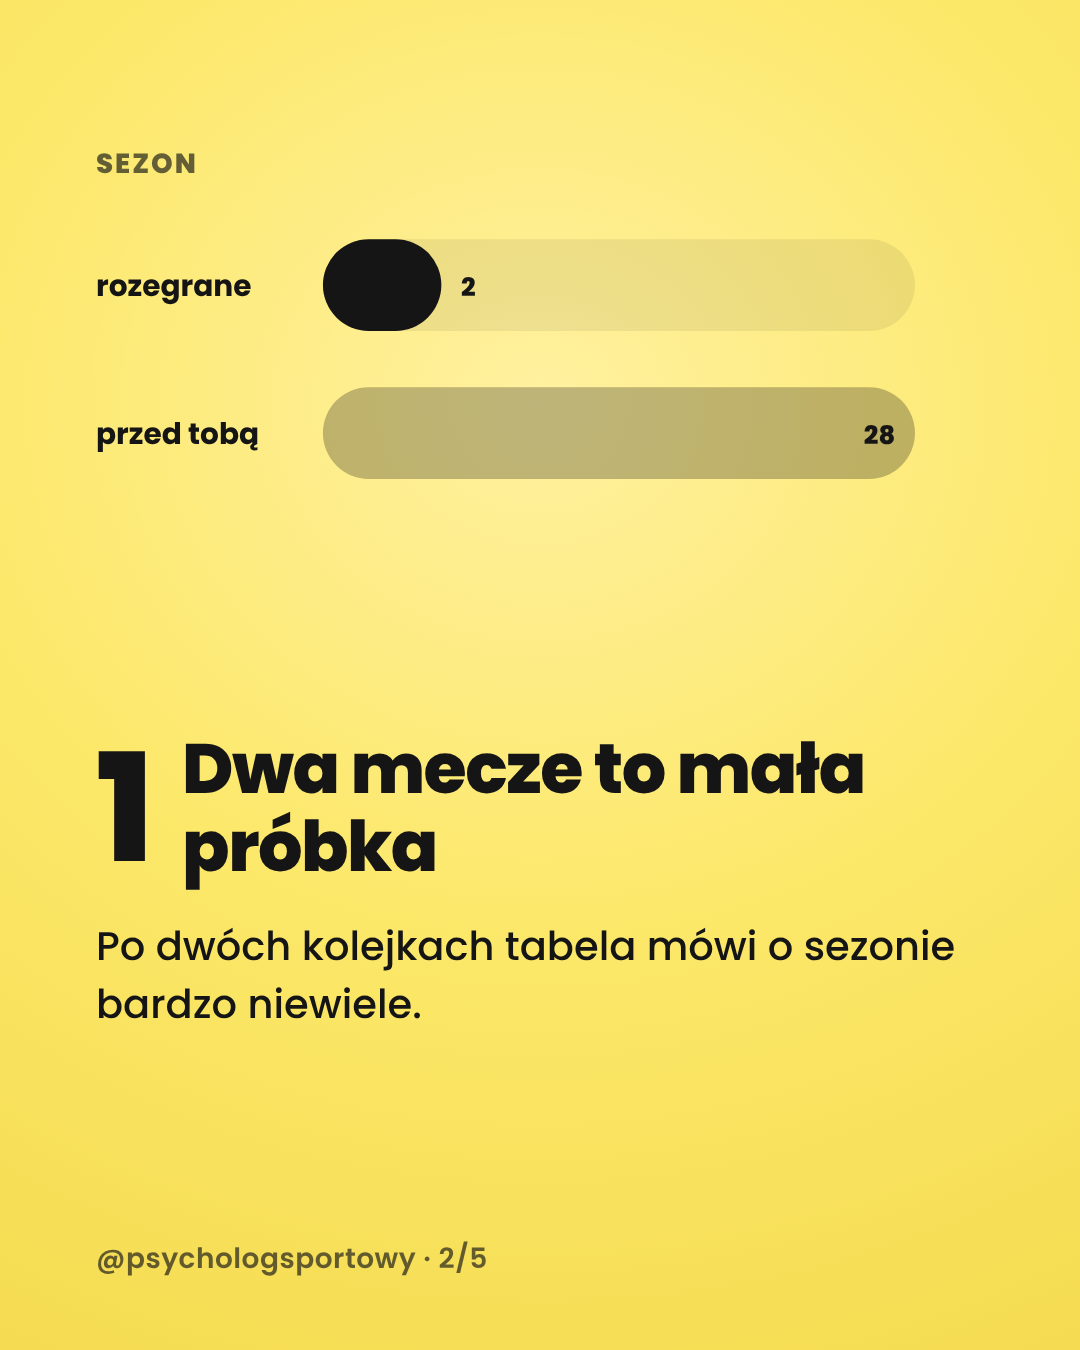 SEZON
rozegrane 2
przed tobą 28
1 Dwa mecze to mała
próbka
Po dwóch kolejkach tabela mówi o sezonie
bardzo niewiele.
@psychologsportowy · 2/5